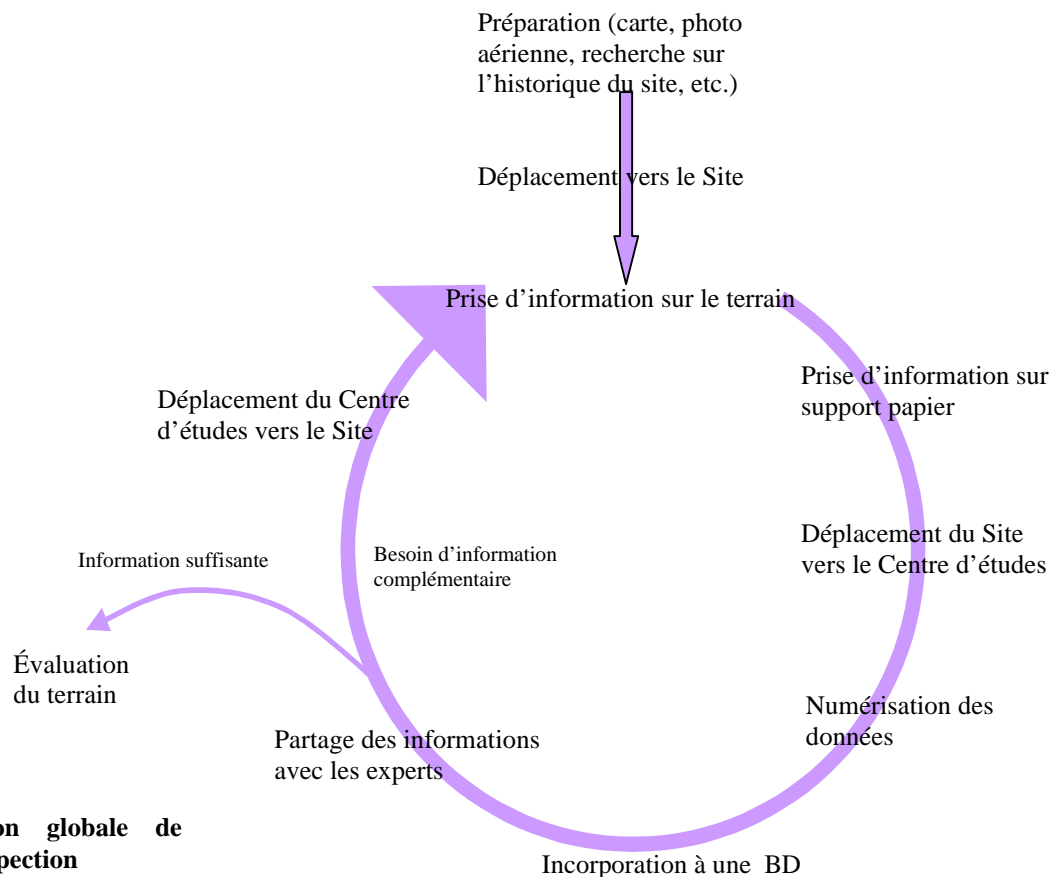 Préparation (carte, photo
aérienne, recherche sur
l’historique du site, etc.)
Déplacement vers le Site
Prise d’information sur le terrain
Prise d’information sur
support papier
Déplacement du Centre
d’études vers le Site
Déplacement du Site
vers le Centre d’études
Information suffisante
Besoin d’information
complémentaire
Évaluation
du terrain
Numérisation des
données
Partage des informations
avec les experts
globale de
Incorporation à une BD